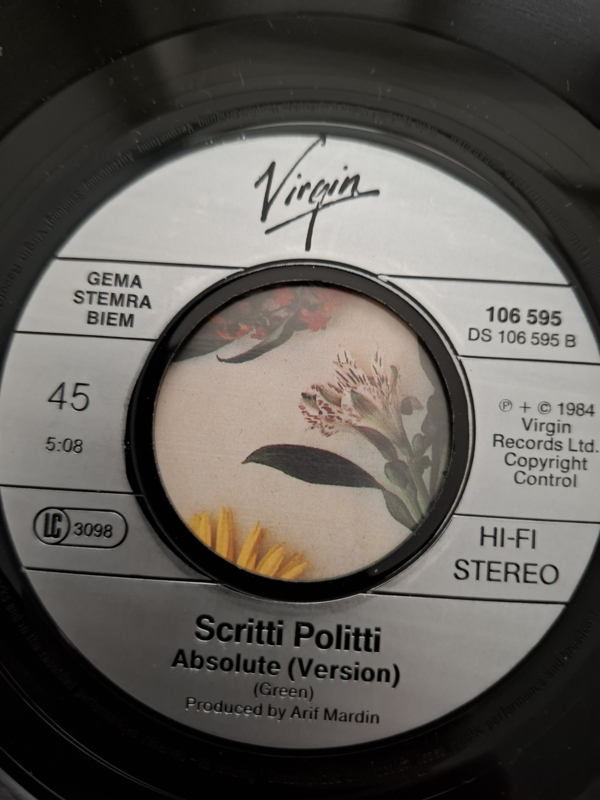 Virgin
GEMA
STEMRA
BIEM
106 595
DS 106 595 B
45
5:08
℗ + © 1984
Virgin
Records Ltd.
Copyright
Control
LC 3098
HI-FI
STEREO
Scritti Politti
Absolute (Version)
(Green)
Produced by Arif Mardin